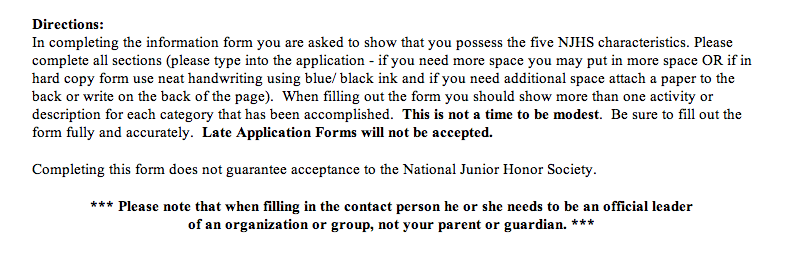 Directions:
In completing the information form you are asked to show that you possess the five NJHS characteristics. Please
complete all sections (please type into the application - if you need more space you may put in more space OR if in
hard copy form use neat handwriting using blue/ black ink and if you need additional space attach a paper to the
back or write on the back of the page).  When filling out the form you should show more than one activity or
description for each category that has been accomplished.  This is not a time to be modest.  Be sure to fill out the
form fully and accurately.  Late Application Forms will not be accepted.
Completing this form does not guarantee acceptance to the National Junior Honor Society.
*** Please note that when filling in the contact person he or she needs to be an official leader
of an organization or group, not your parent or guardian. ***